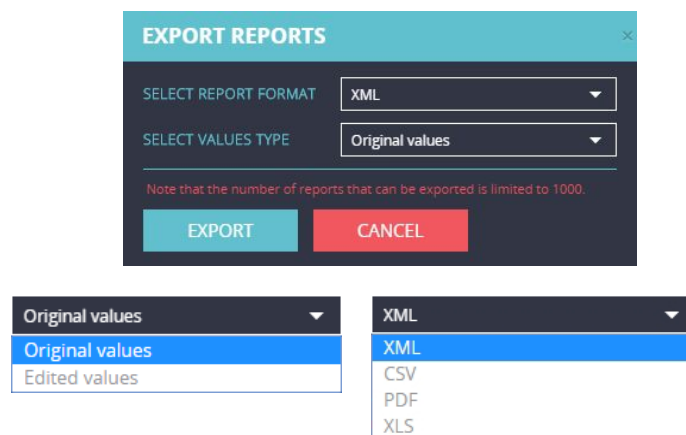 EXPORT REPORTS ×
SELECT REPORT FORMAT XML
SELECT VALUES TYPE Original values
Note that the number of reports that can be exported is limited to 1000.
EXPORT CANCEL
Original values
Original values
Edited values
XML
XML
CSV
PDF
XLS